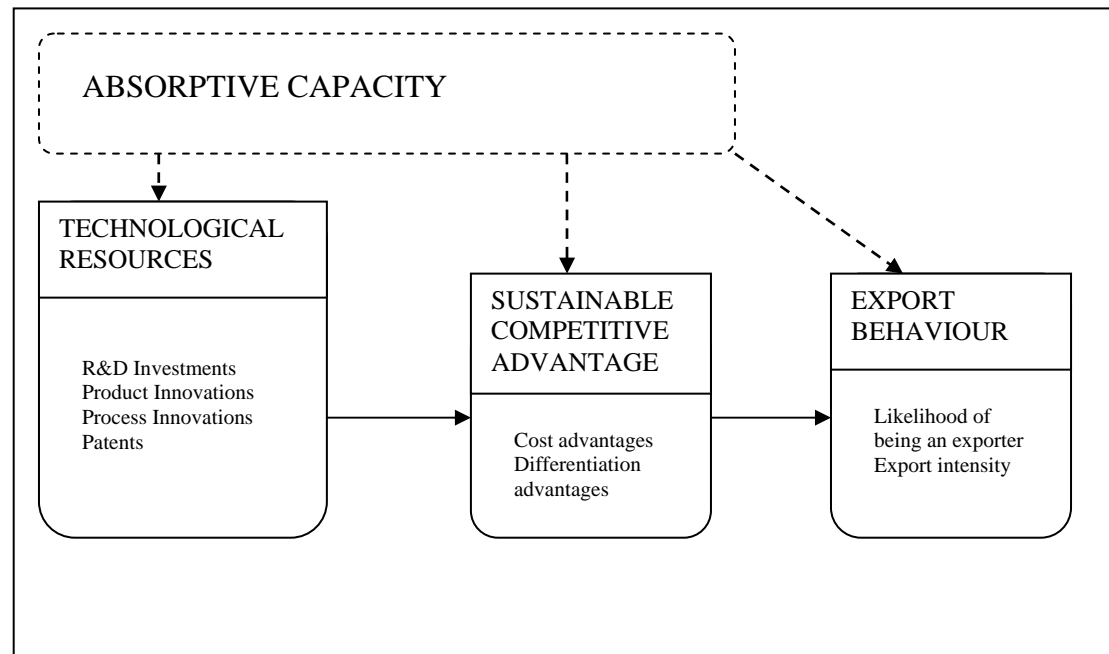 ABSORPTIVE CAPACITY
TECHNOLOGICAL
RESOURCES
R&D Investments
Product Innovations
Process Innovations
Patents
SUSTAINABLE
COMPETITIVE
ADVANTAGE
Cost advantages
Differentiation
advantages
EXPORT
BEHAVIOUR
Likelihood of
being an exporter
Export intensity